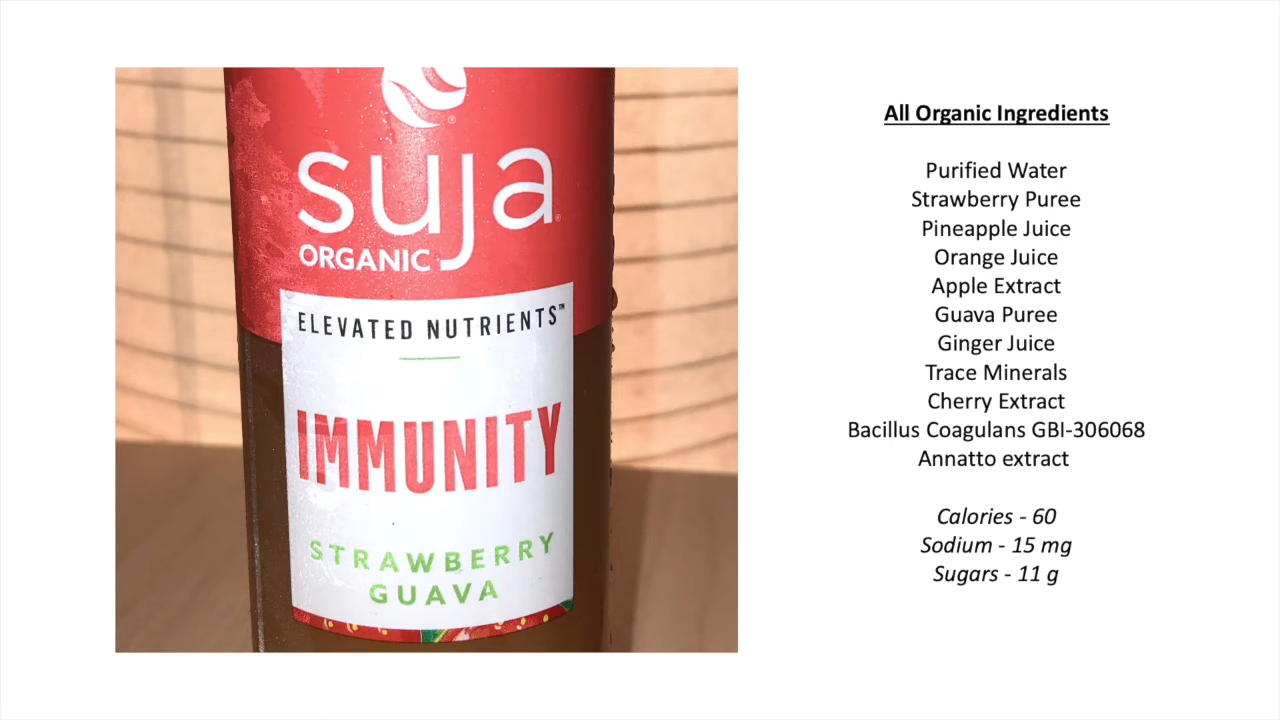 suja
ORGANIC
ELEVATED NUTRIENTS™
IMMUNITY
STRAWBERRY
GUAVA
All Organic Ingredients
Purified Water
Strawberry Puree
Pineapple Juice
Orange Juice
Apple Extract
Guava Puree
Ginger Juice
Trace Minerals
Cherry Extract
Bacillus Coagulans GBI-306068
Annatto extract
Calories - 60
Sodium - 15 mg
Sugars - 11 g